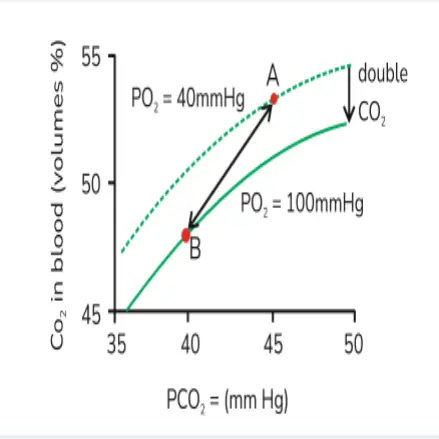 55
A
double
PO₂ = 40mmHg
CO₂
50
PO₂ = 100mmHg
B
45
35 40 45 50
PCO₂ = (mm Hg)
Co₂ in blood (volumes %)